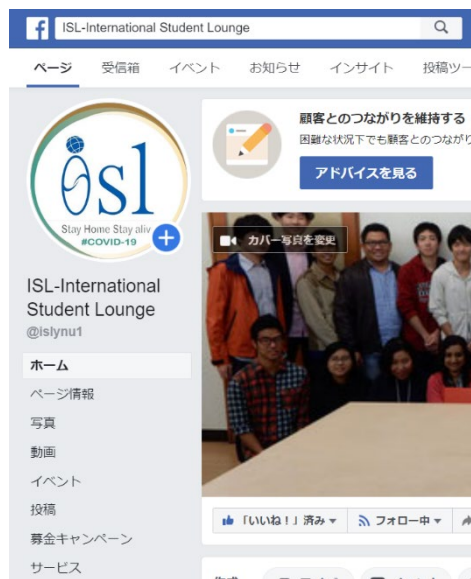 ISL-International Student Lounge
ページ 受信箱 イベント お知らせ インサイト 投稿ツー
顧客とのつながりを維持する
困難な状況下でも顧客とのつながり
アドバイスを見る
isl
Stay Home Stay aliv
#COVID-19
カバー写真を変更
ISL-International
Student Lounge
@islynu1
ホーム
ページ情報
写真
動画
イベント
投稿
募金キャンペーン
サービス
「いいね！」済み フォロー中